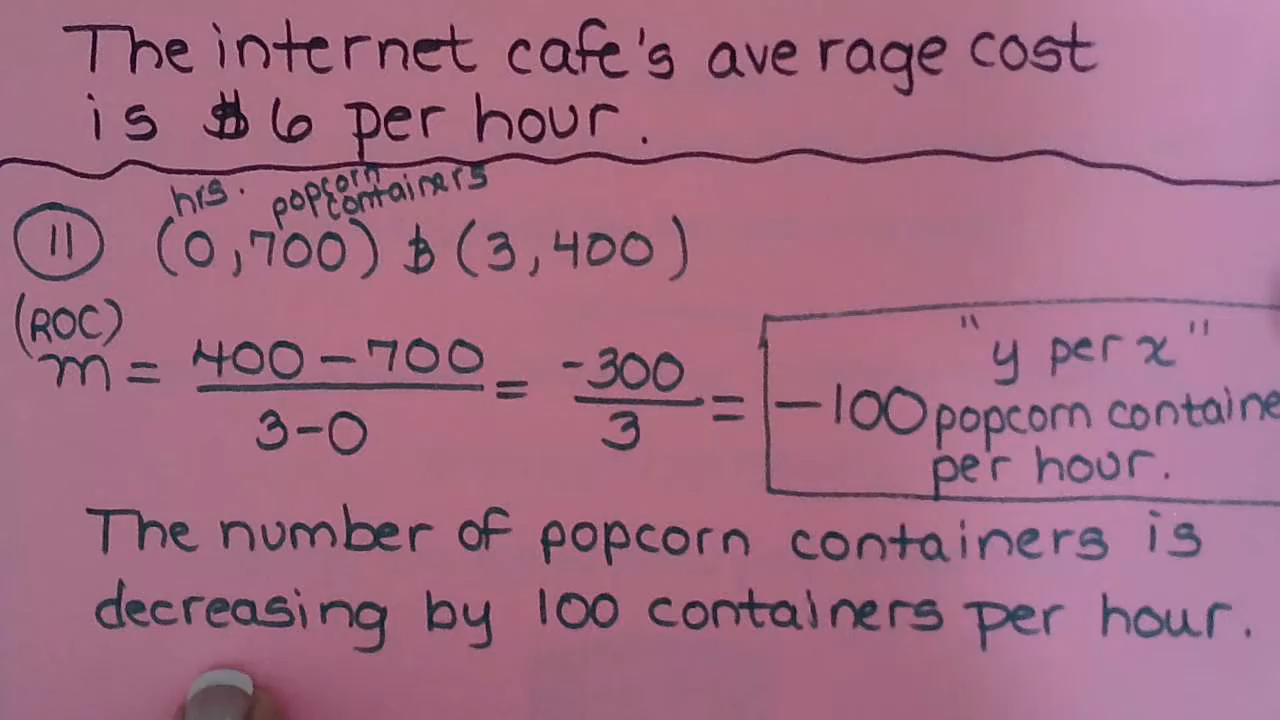 The internet cafe's average cost
is $6 per hour.
hrs. popcorn containers
11 (0,700) & (3,400)
(ROC)
m = 400-700 / 3-0 = -300 / 3 = -100 popcorn containe
"y per x"
per hour.
The number of popcorn containers is
decreasing by 100 containers per hour.